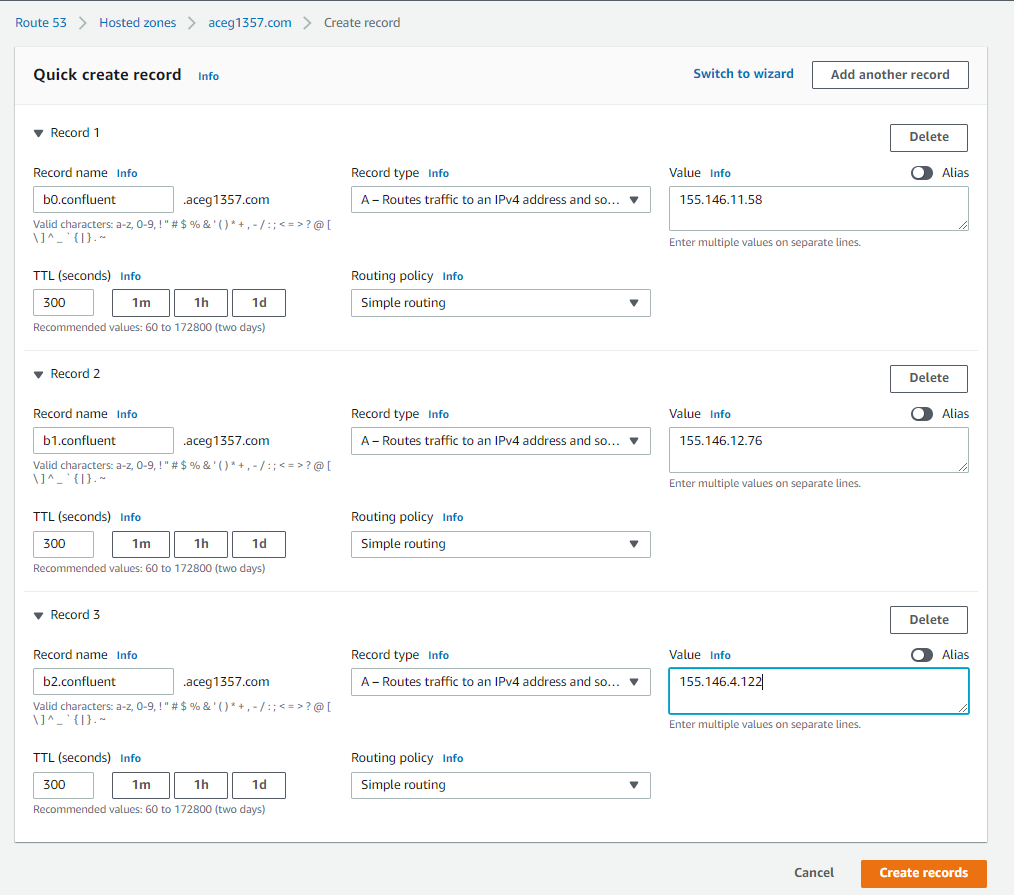 Route 53 > Hosted zones > aceg1357.com > Create record
Quick create record Info Switch to wizard Add another record
Record 1 Delete
Record name Info Record type Info Value Info Alias
b0.confluent .aceg1357.com A – Routes traffic to an IPv4 address and so... 155.146.11.58
Valid characters: a-z, 0-9, ! " # $ % & ' ( ) * + , - / : ; < = > ? @ [
\ ] ^ _ ` { | } . ~
Enter multiple values on separate lines.
TTL (seconds) Info Routing policy Info
300 1m 1h 1d Simple routing
Recommended values: 60 to 172800 (two days)
Record 2 Delete
Record name Info Record type Info Value Info Alias
b1.confluent .aceg1357.com A – Routes traffic to an IPv4 address and so... 155.146.12.76
Valid characters: a-z, 0-9, ! " # $ % & ' ( ) * + , - / : ; < = > ? @ [
\ ] ^ _ ` { | } . ~
Enter multiple values on separate lines.
TTL (seconds) Info Routing policy Info
300 1m 1h 1d Simple routing
Recommended values: 60 to 172800 (two days)
Record 3 Delete
Record name Info Record type Info Value Info Alias
b2.confluent .aceg1357.com A – Routes traffic to an IPv4 address and so... 155.146.4.122
Valid characters: a-z, 0-9, ! " # $ % & ' ( ) * + , - / : ; < = > ? @ [
\ ] ^ _ ` { | } . ~
Enter multiple values on separate lines.
TTL (seconds) Info Routing policy Info
300 1m 1h 1d Simple routing
Recommended values: 60 to 172800 (two days)
Cancel Create records